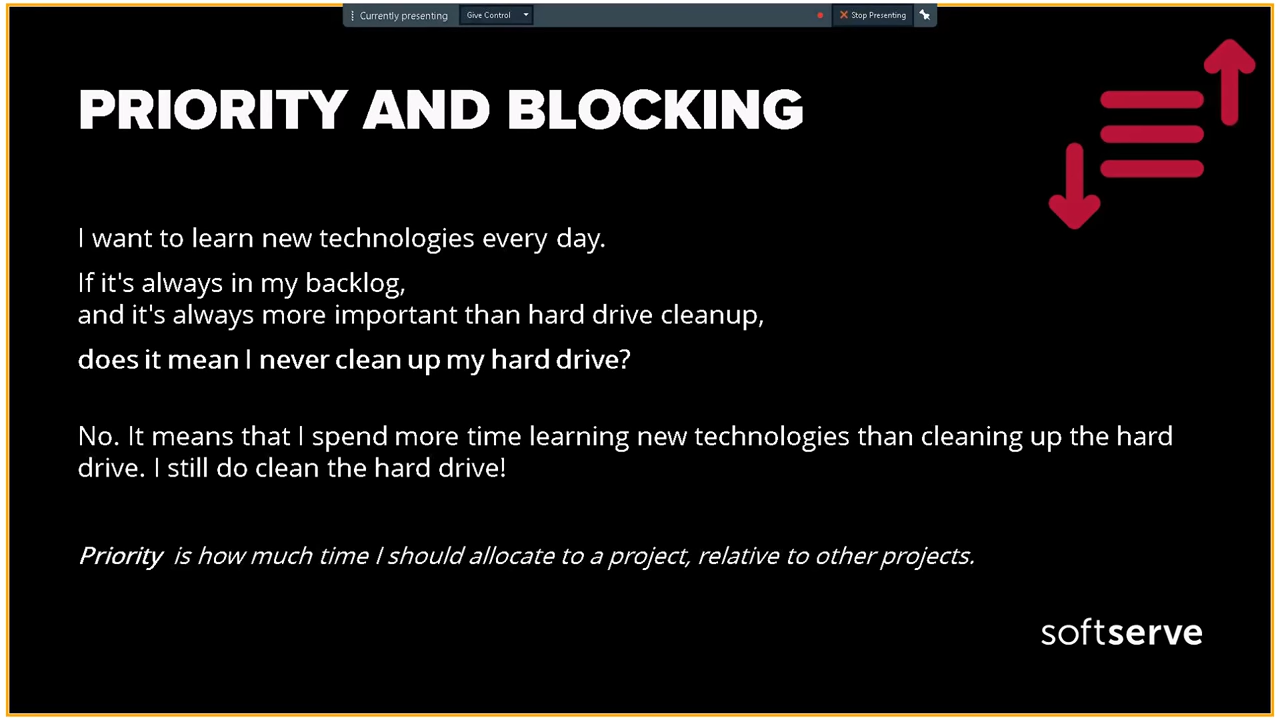 Currently presenting
Give Control
Stop Presenting
PRIORITY AND BLOCKING
I want to learn new technologies every day.
If it's always in my backlog,
and it's always more important than hard drive cleanup,
does it mean I never clean up my hard drive?
No. It means that I spend more time learning new technologies than cleaning up the hard
drive. I still do clean the hard drive!
Priority is how much time I should allocate to a project, relative to other projects.
softserve